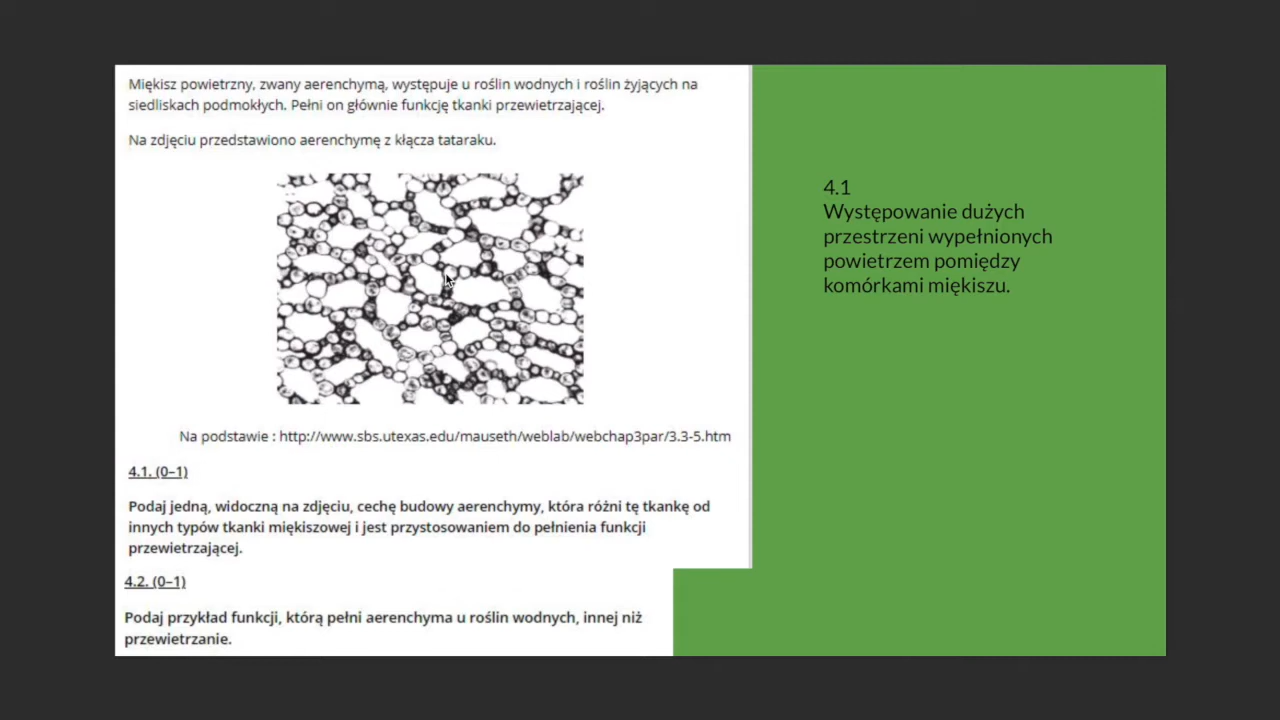 Miękisz powietrzny, zwany aerenchymą, występuje u roślin wodnych i roślin żyjących na
siedliskach podmokłych. Pełni on głównie funkcję tkanki przewietrzającej.
Na zdjęciu przedstawiono aerenchymę z kłącza tataraku.
Na podstawie : http://www.sbs.utexas.edu/mauseth/weblab/webchap3par/3.3-5.htm
4.1. (0–1)
Podaj jedną, widoczną na zdjęciu, cechę budowy aerenchymy, która różni tę tkankę od
innych typów tkanki miękiszowej i jest przystosowaniem do pełnienia funkcji
przewietrzającej.
4.2. (0–1)
Podaj przykład funkcji, którą pełni aerenchyma u roślin wodnych, innej niż
przewietrzanie.
4.1
Występowanie dużych
przestrzeni wypełnionych
powietrzem pomiędzy
komórkami miękiszu.